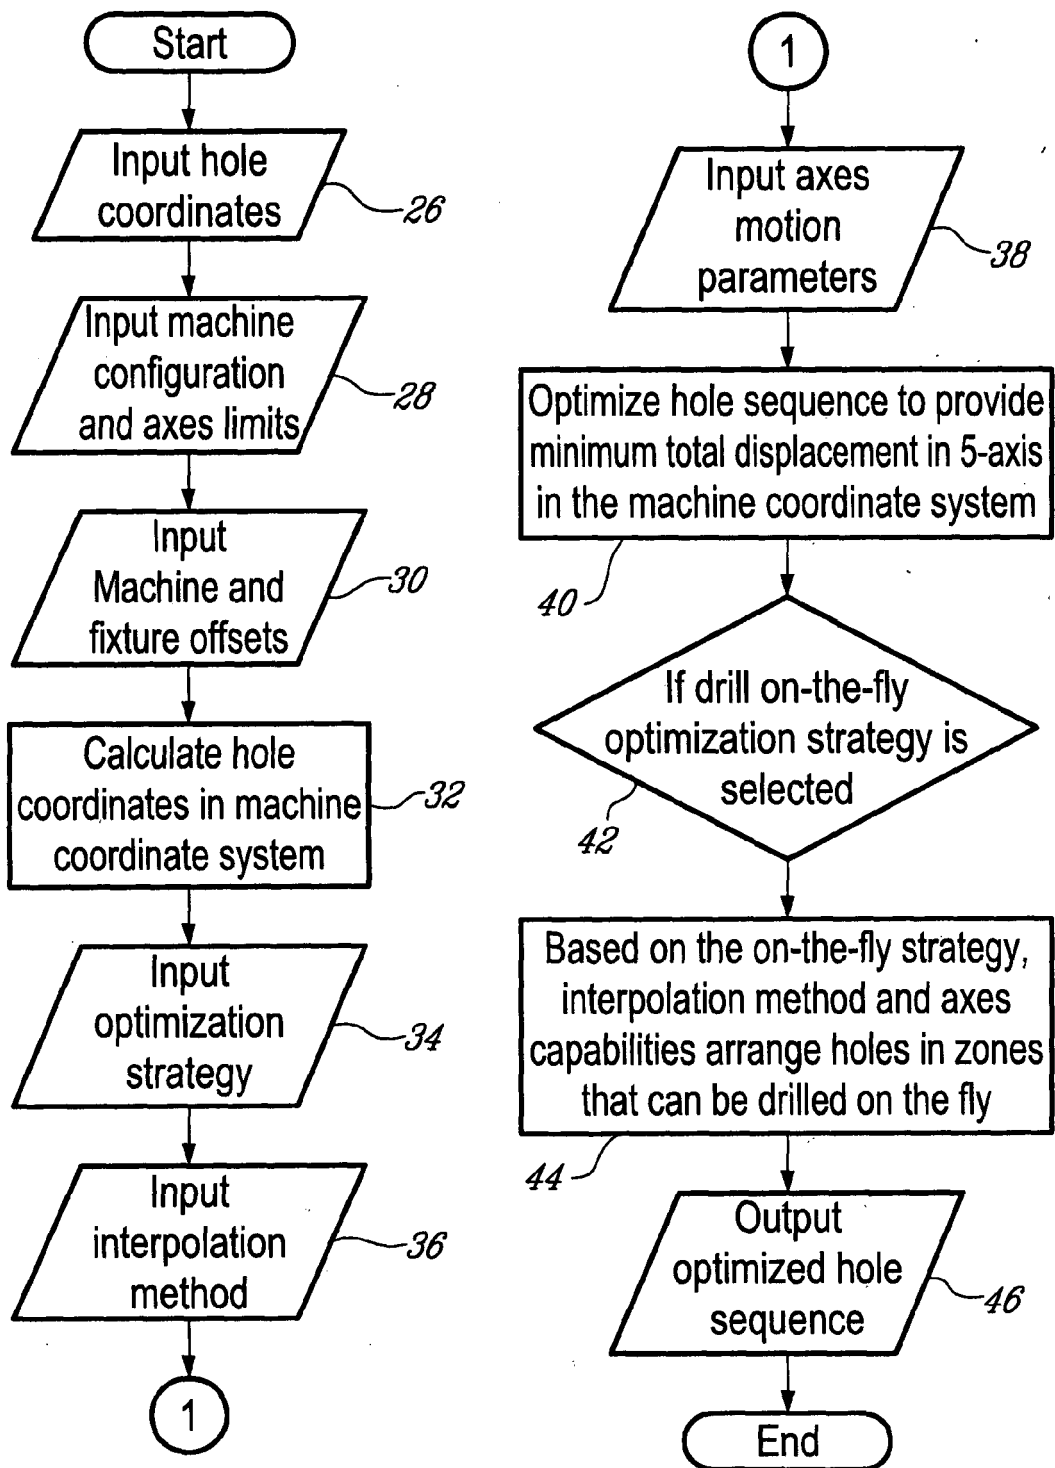 Start
Input hole
coordinates
26
Input machine
configuration
and axes limits
28
Input
Machine and
fixture offsets
30
Calculate hole
coordinates in machine
coordinate system
32
Input
optimization
strategy
34
Input
interpolation
method
36
1
1
Input axes
motion
parameters
38
Optimize hole sequence to provide
minimum total displacement in 5-axis
in the machine coordinate system
40
If drill on-the-fly
optimization strategy is
selected
42
Based on the on-the-fly strategy,
interpolation method and axes
capabilities arrange holes in zones
that can be drilled on the fly
44
Output
optimized hole
sequence
46
End